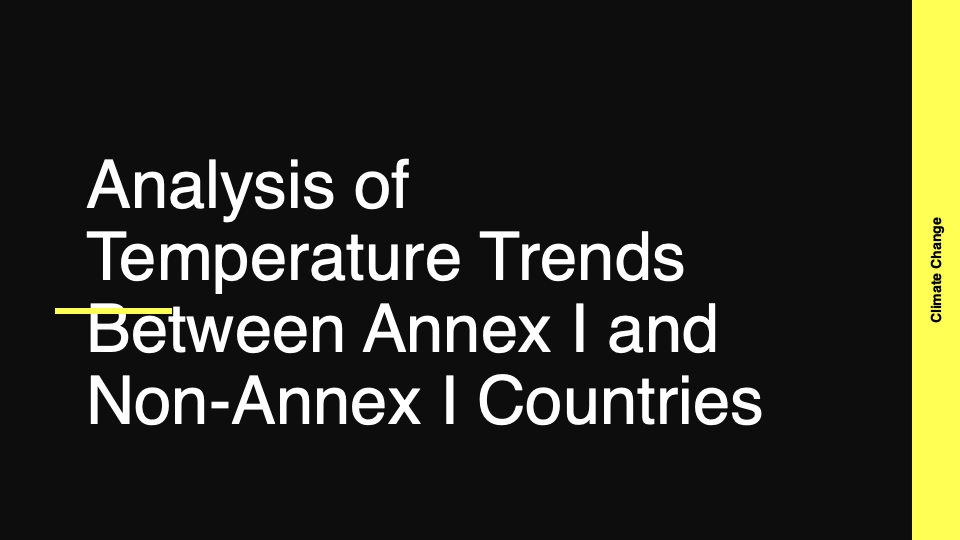 Analysis of
Temperature Trends
Between Annex I and
Non-Annex I Countries
Climate Change